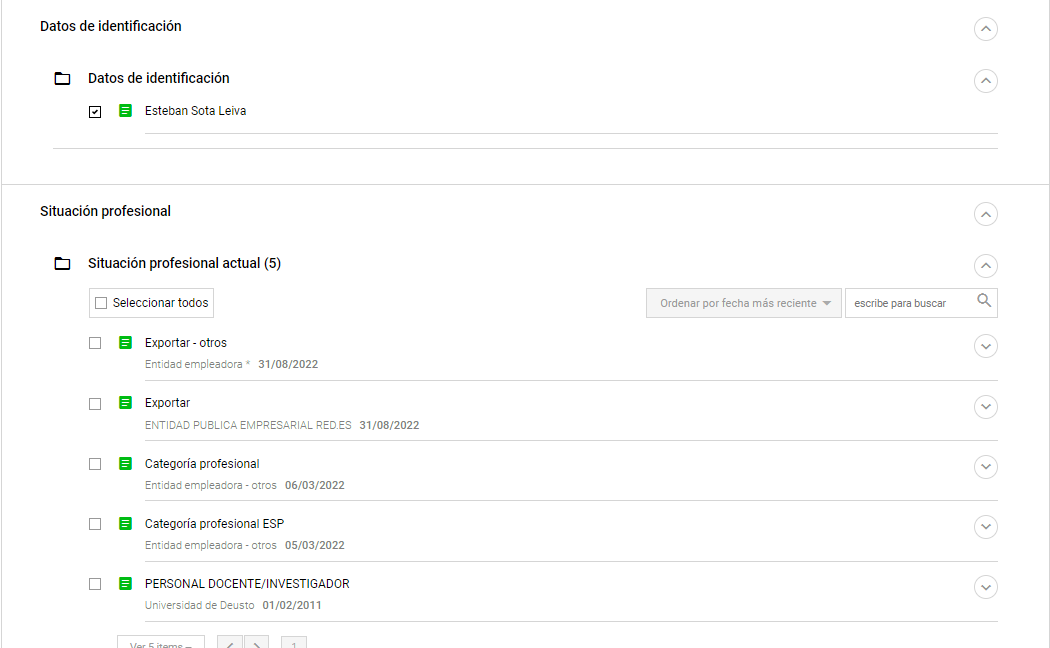 Datos de identificación
Datos de identificación
Esteban Sota Leiva
Situación profesional
Situación profesional actual (5)
Seleccionar todos
Ordenar por fecha más reciente
escribe para buscar
Exportar - otros
Entidad empleadora * 31/08/2022
Exportar
ENTIDAD PUBLICA EMPRESARIAL RED.ES 31/08/2022
Categoría profesional
Entidad empleadora - otros 06/03/2022
Categoría profesional ESP
Entidad empleadora - otros 05/03/2022
PERSONAL DOCENTE/INVESTIGADOR
Universidad de Deusto 01/02/2011
Ver 5 items
1